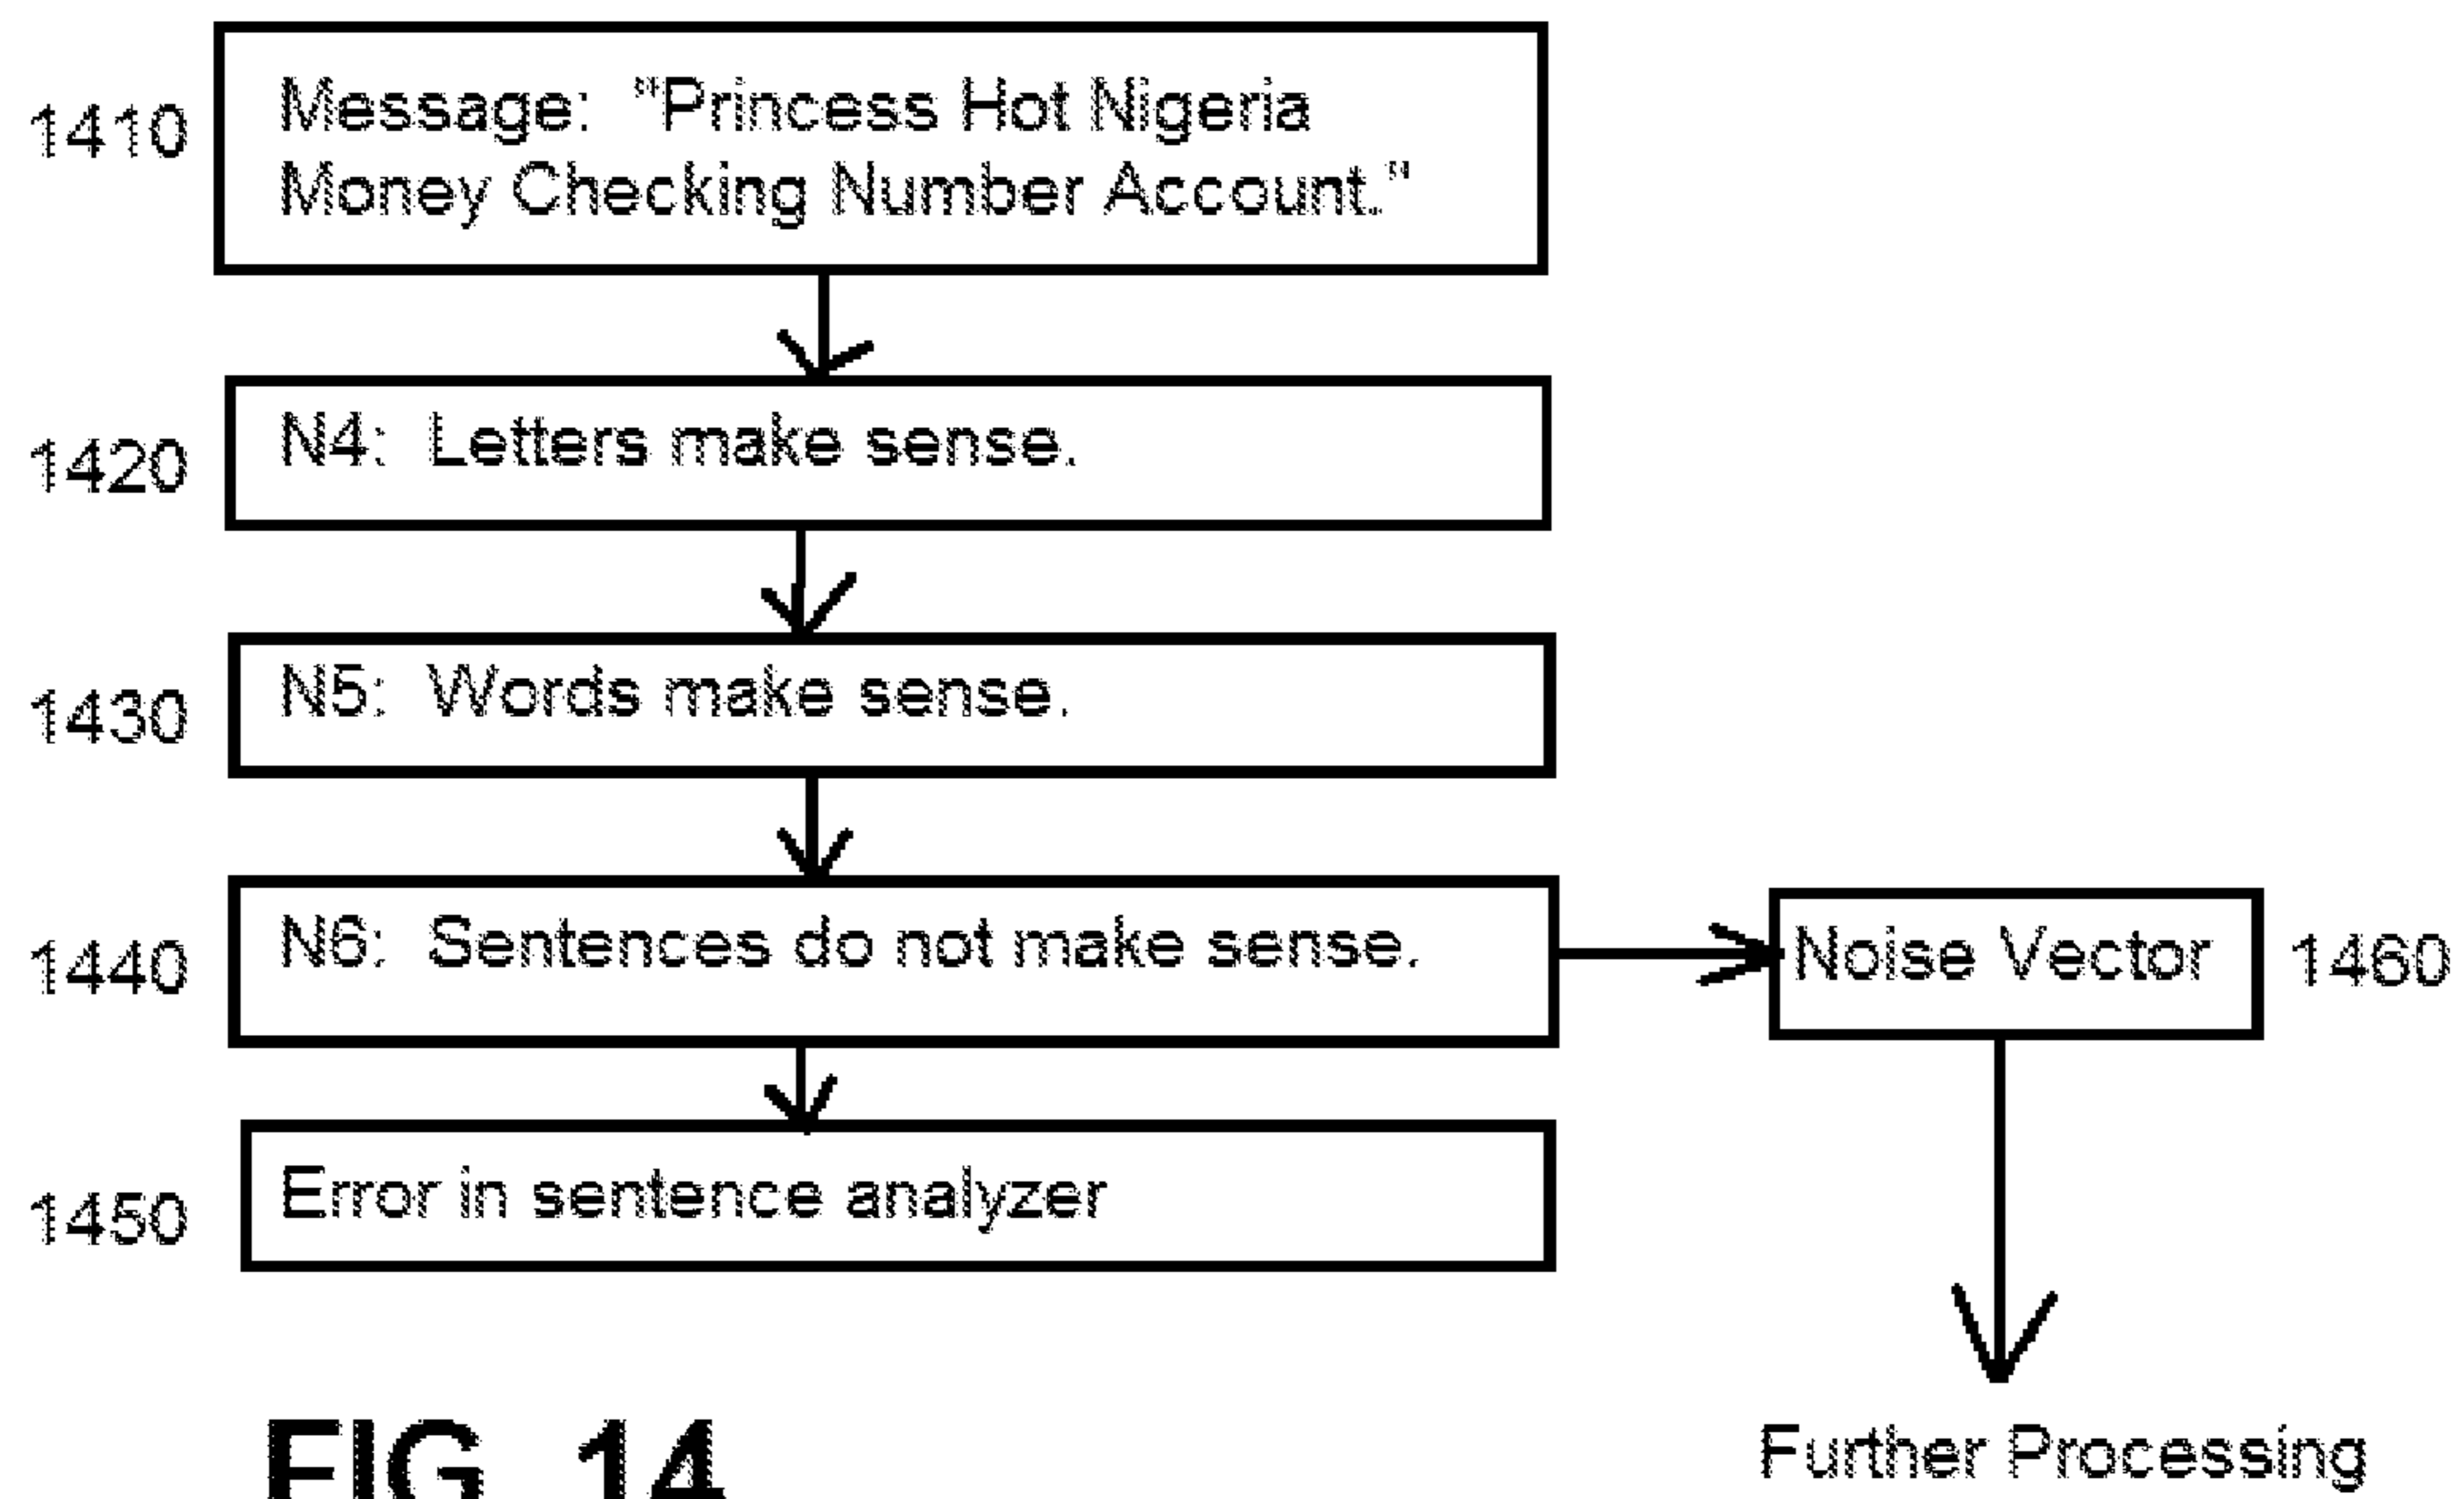 1410
Message: "Princess Hot Nigeria
Money Checking Number Account."
1420
N4: Letters make sense.
1430
N5: Words make sense.
1440
N6: Sentences do not make sense.
Noise Vector
1460
1450
Error in sentence analyzer
Further Processing
FIG. 14